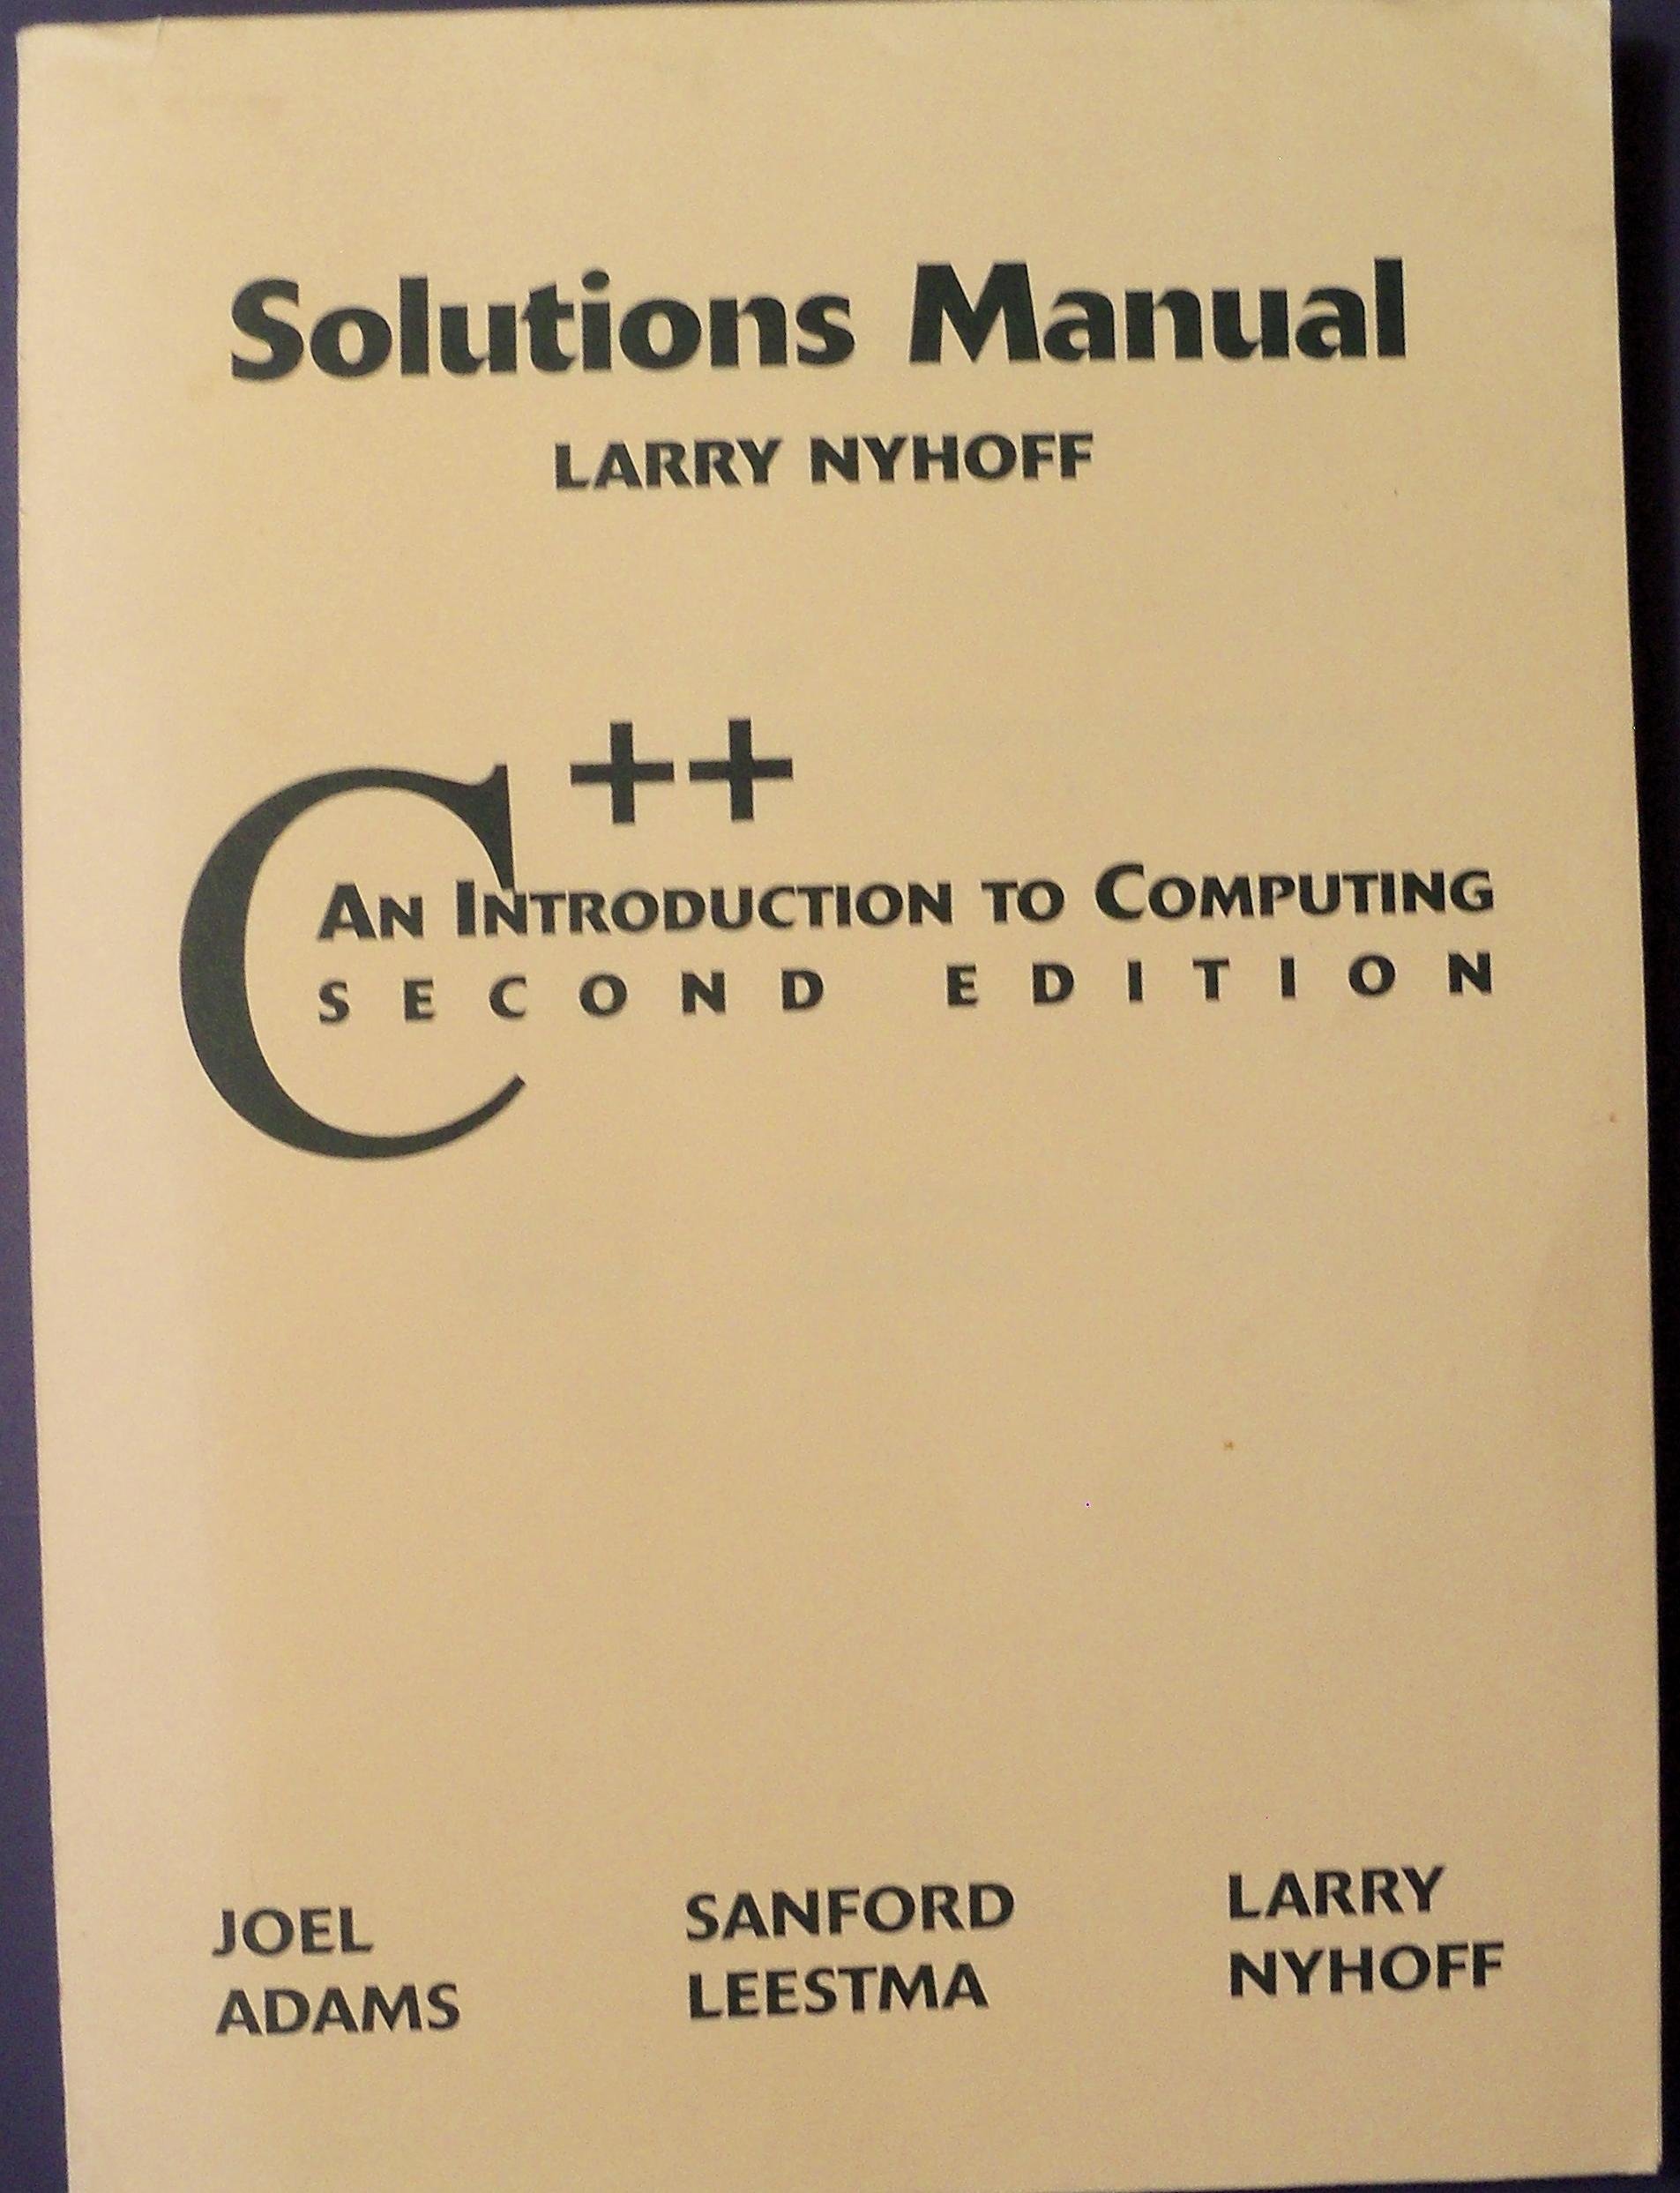 Solutions Manual
LARRY NYHOFF
C++
AN INTRODUCTION TO COMPUTING
SECOND EDITION
JOEL ADAMS
SANFORD LEESTMA
LARRY NYHOFF